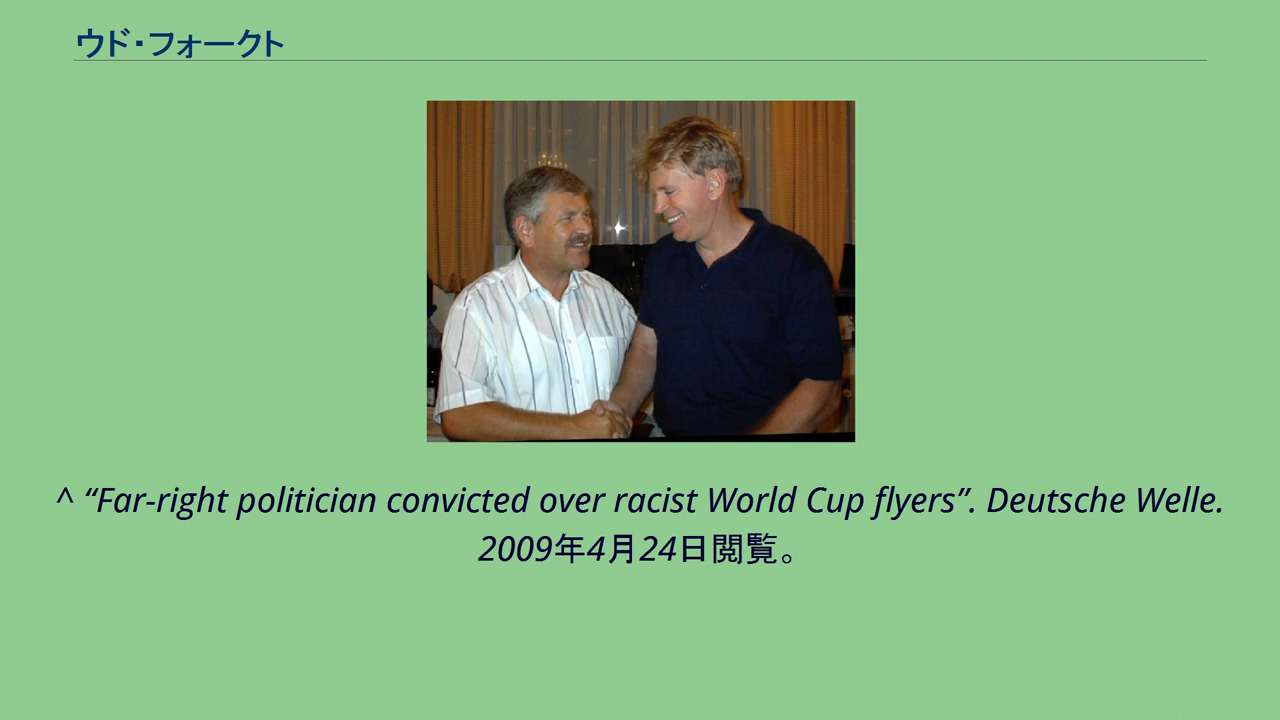 ウド・フォークト
^ “Far-right politician convicted over racist World Cup flyers”. Deutsche Welle.
2009年4月24日閲覧。